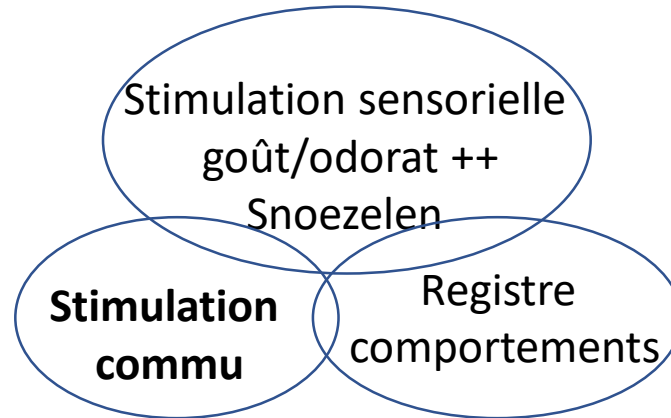 Stimulation sensorielle
goût/odorat ++
Snoezelen
Stimulation
commu
Registre
comportements